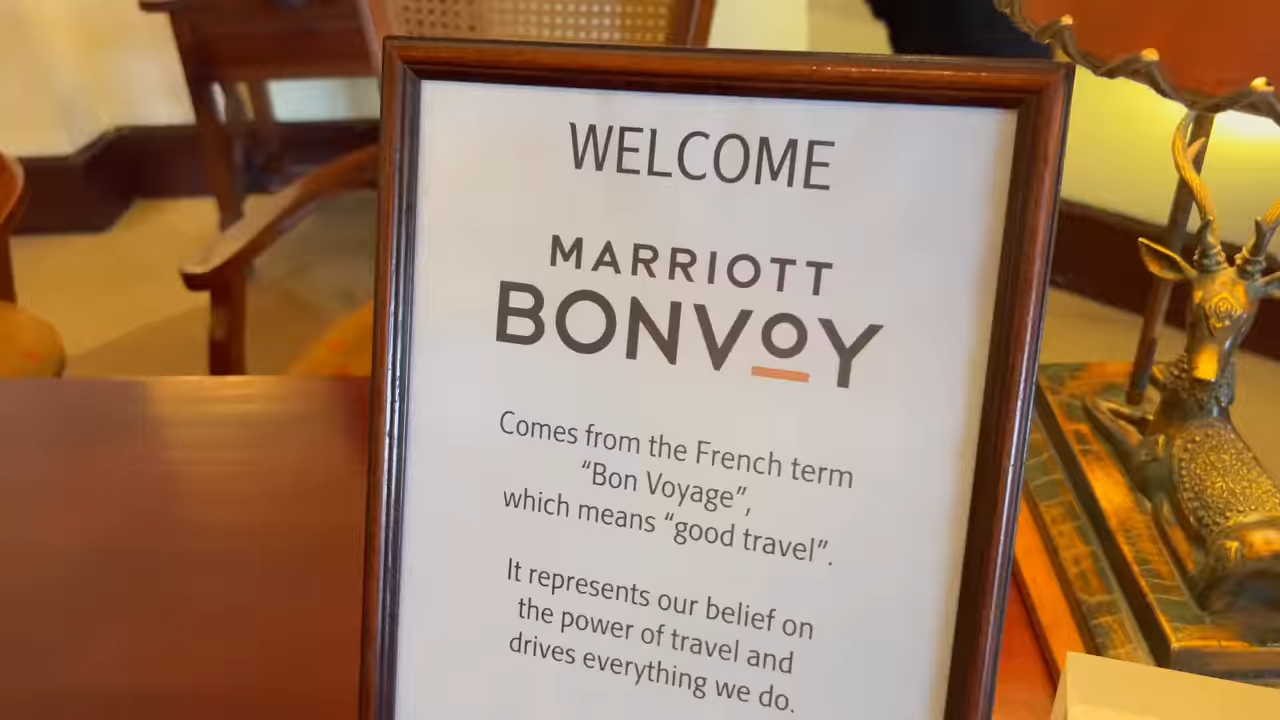 WELCOME
MARRIOTT
BONVOY
Comes from the French term
“Bon Voyage”,
which means “good travel”.
It represents our belief on
the power of travel and
drives everything we do.